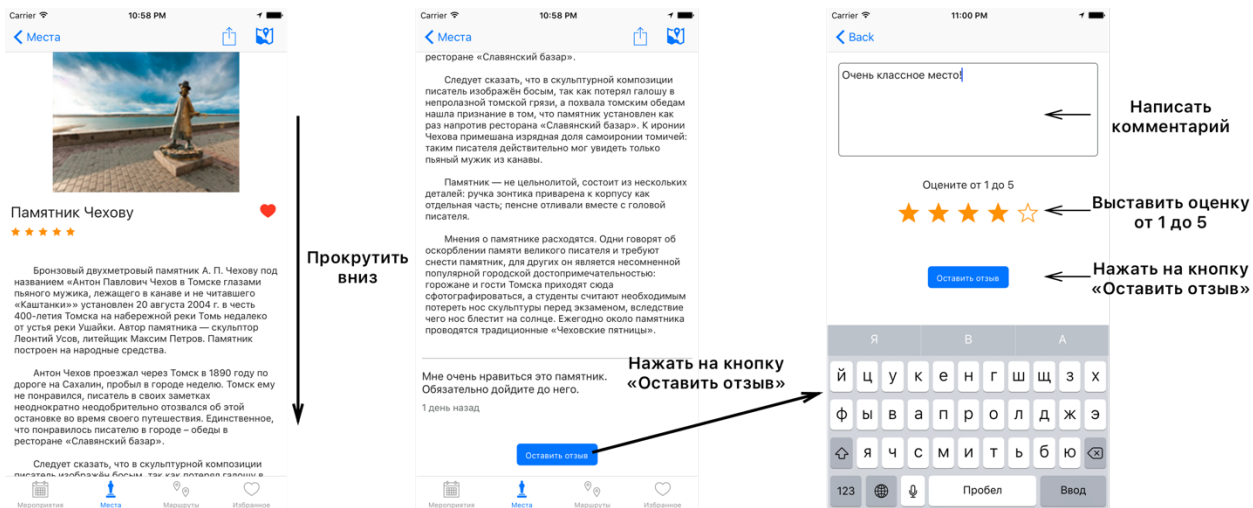 Carrier 10:58 PM
Места
Памятник Чехову
Бронзовый двухметровый памятник А. П. Чехову под
названием «Антон Павлович Чехов в Томске глазами
пьяного мужика, лежащего в канаве и не читавшего
«Каштанки»» установлен 20 августа 2004 г. в честь
400-летия Томска на набережной реки Томь недалеко
от устья реки Ушайки. Автор памятника — скульптор
Леонтий Усов, литейщик Максим Петров. Памятник
построен на народные средства.
Антон Чехов проезжал через Томск в 1890 году по
дороге на Сахалин, пробыл в городе неделю. Томск ему
не понравился, писатель в своих заметках
неоднократно неодобрительно отозвался об этой
остановке во время своего путешествия. Единственное,
что понравилось писателю в городе – обеды в
ресторане «Славянский базар».
Следует сказать, что в скульптурной композиции
писатель изображён босым, так как потерял галошу в
Мероприятия Места Маршруты Избранное
Прокрутить
вниз
Carrier 10:58 PM
Места
ресторане «Славянский базар».
Следует сказать, что в скульптурной композиции
писатель изображён босым, так как потерял галошу в
непролазной томской грязи, а похвала томским обедам
нашла признание в том, что памятник установлен как
раз напротив ресторана «Славянский базар». К иронии
Чехова примешана изрядная доля самоиронии томичей:
таким писателя действительно мог увидеть только
пьяный мужик из канавы.
Памятник — не цельнолитой, состоит из нескольких
деталей: ручка зонтика приварена к корпусу как
отдельная часть; пенсне отливали вместе с головой
писателя.
Мнения о памятнике расходятся. Одни говорят об
оскорблении памяти великого писателя и требуют
снести памятник, для других он является несомненной
популярной городской достопримечательностью:
горожане и гости Томска приходят сюда
сфотографироваться, а студенты считают необходимым
потереть нос скульптуры перед экзаменом, вследствие
чего нос блестит на солнце. Ежегодно около памятника
проводятся традиционные «Чеховские пятницы».
Мне очень нравиться это памятник.
Обязательно дойдите до него.
1 день назад
Оставить отзыв
Мероприятия Места Маршруты Избранное
Нажать на кнопку
«Оставить отзыв»
Carrier 11:00 PM
Back
Очень классное место!
Оцените от 1 до 5
Оставить отзыв
Я В А
й ц у к е н г ш щ з х
ф ы в а п р о л д ж э
я ч с м и т ь б ю
123 Пробел Ввод
Написать
комментарий
Выставить оценку
от 1 до 5
Нажать на кнопку
«Оставить отзыв»